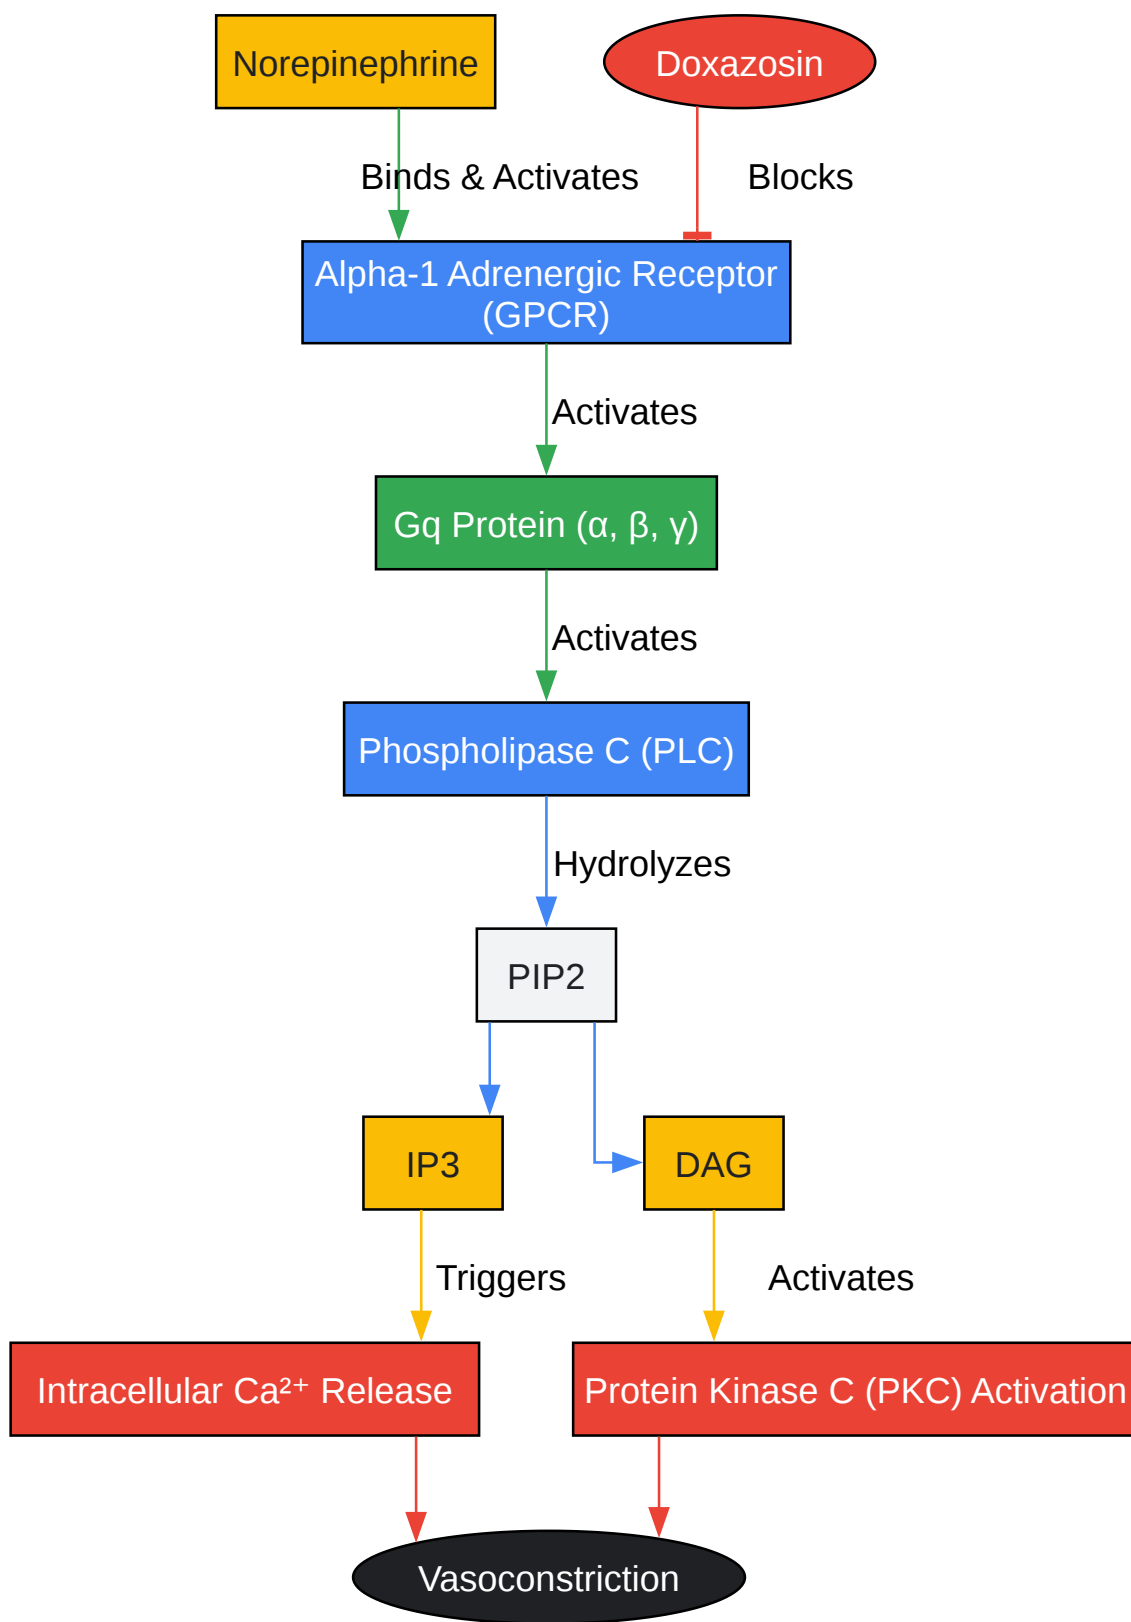 Norepinephrine
Doxazosin
Binds & Activates
Blocks
Alpha-1 Adrenergic Receptor
(GPCR)
Activates
Gq Protein (α, β, γ)
Activates
Phospholipase C (PLC)
Hydrolyzes
PIP2
IP3
DAG
Triggers
Activates
Intracellular Ca²⁺ Release
Protein Kinase C (PKC) Activation
Vasoconstriction